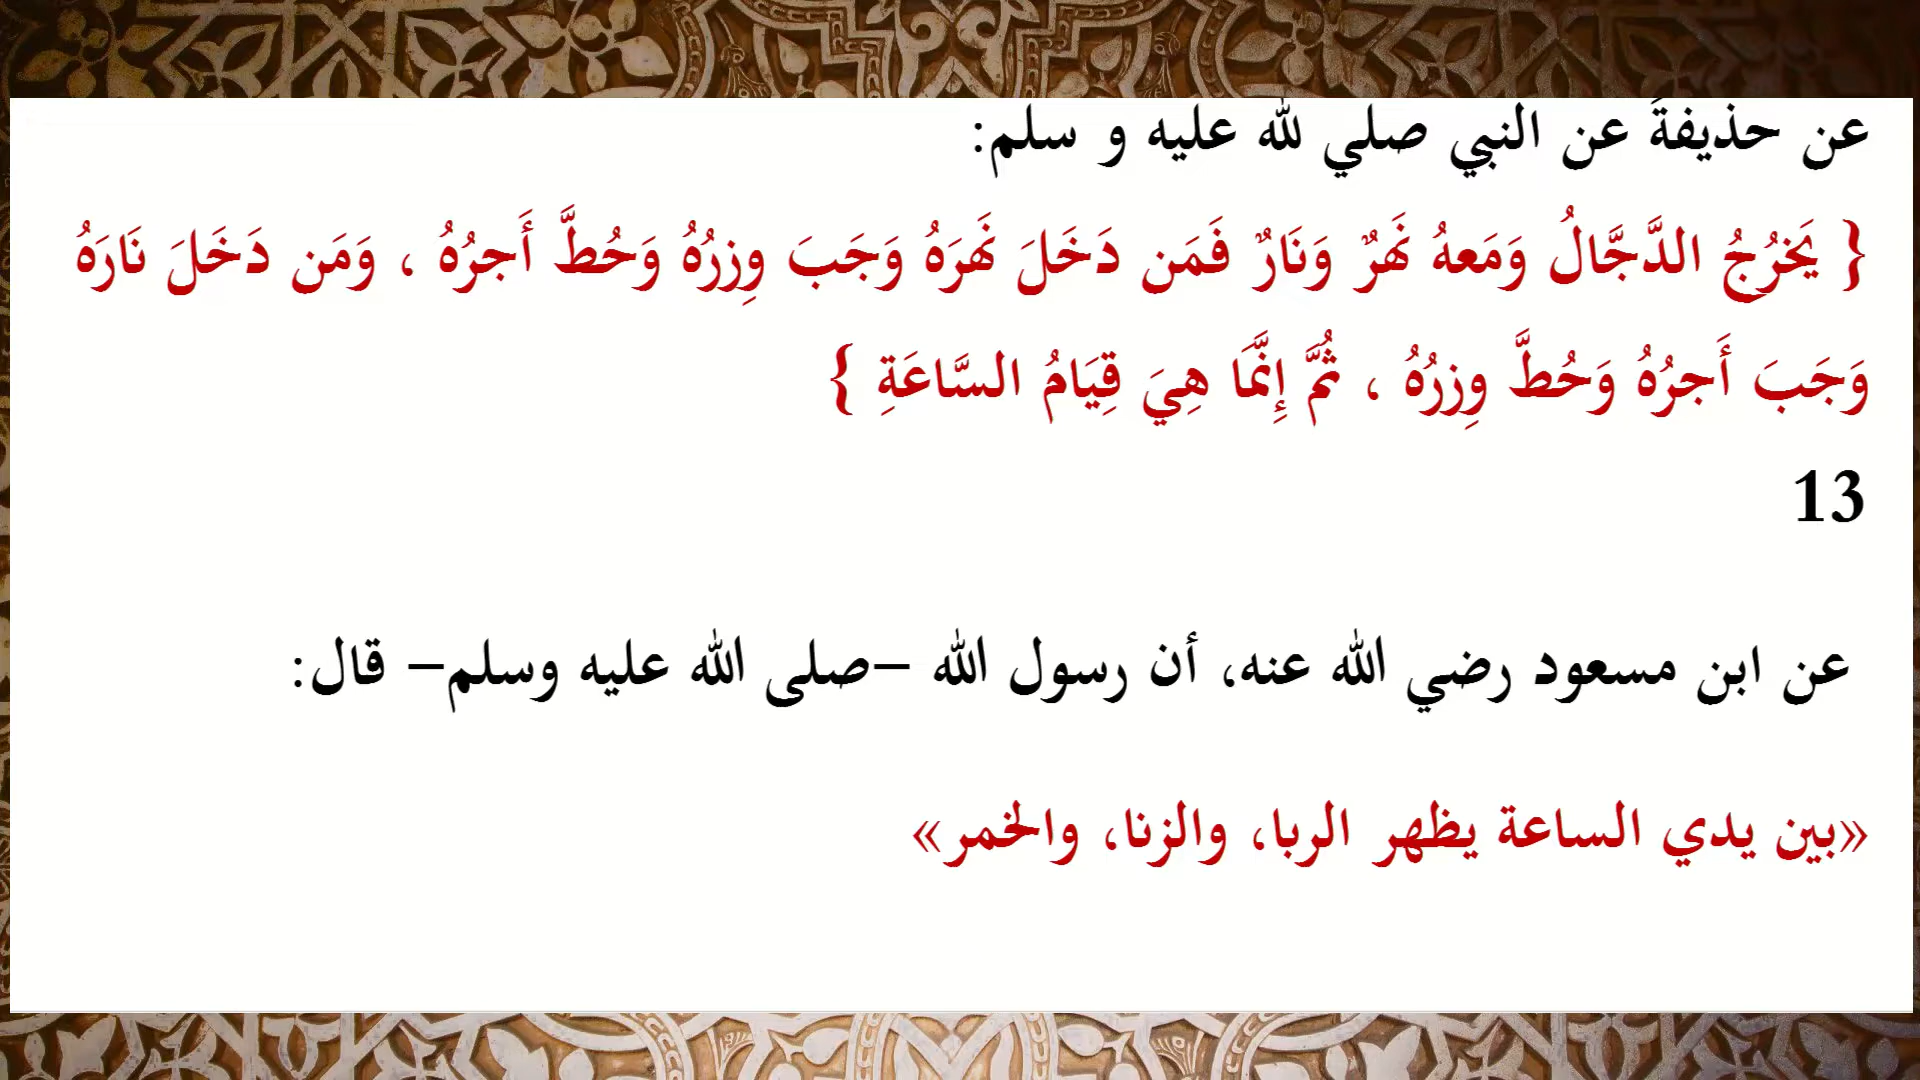 عن حذيفةَ عن النبي صلي لله عليه و سلم:
{ يَخرُجُ الدَّجَّالُ وَمَعهُ نَهَرٌ وَنَارٌ فَمَن دَخَلَ نَهَرَهُ وَجَبَ وِزرُهُ وَحُطَّ أَجرُهُ ، وَمَن دَخَلَ نَارَهُ
وَجَبَ أَجرُهُ وَحُطَّ وِزرُهُ ، ثُمَّ إِنَّمَا هِيَ قِيَامُ السَّاعَةِ }
13
عن ابن مسعود رضي الله عنه، أن رسول الله –صلى الله عليه وسلم– قال:
«بين يدي الساعة يظهر الربا، والزنا، والخمر»